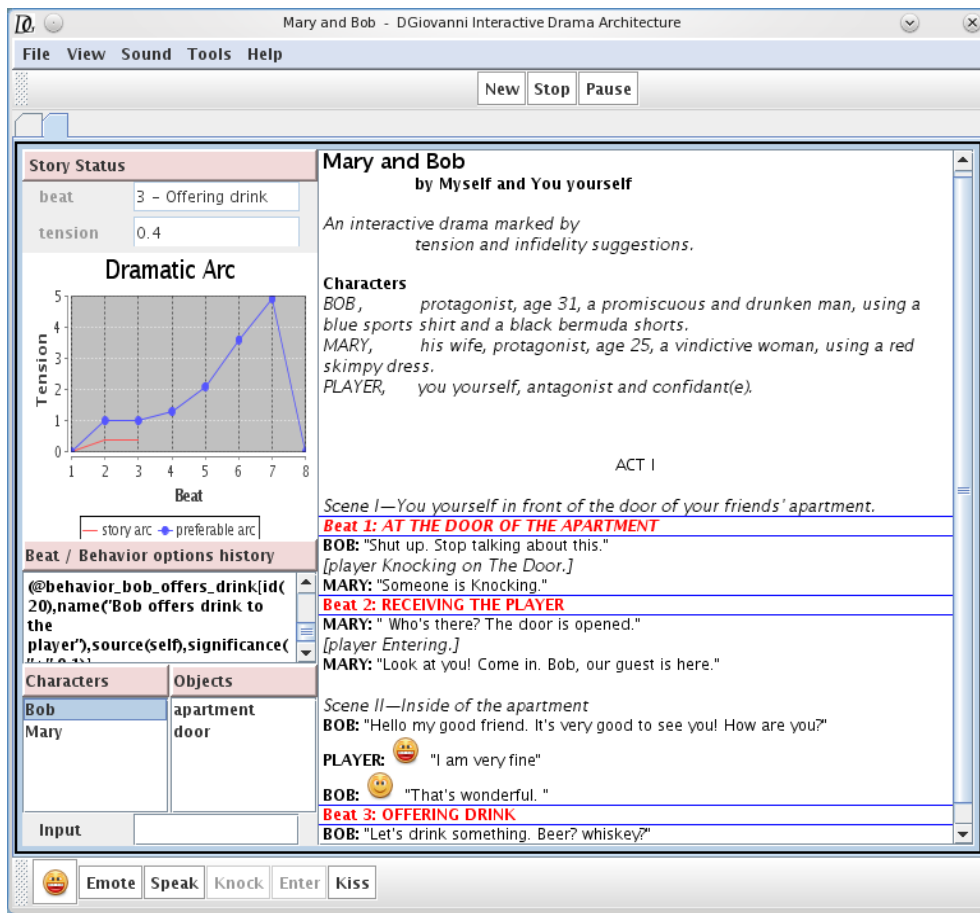 Mary and Bob - DGiovanni Interactive Drama Architecture
File View Sound Tools Help
New Stop Pause
Story Status
beat 3 - Offering drink
tension 0.4
Dramatic Arc
5
4
3
2
1
0
Tension
1 2 3 4 5 6 7 8
Beat
story arc preferable arc
Beat / Behavior options history
(@behavior_bob_offers_drink[id(
20),name("Bob offers drink to
the
player"),source(self),significance(
Characters Objects
Bob apartment
Mary door
Input
Mary and Bob
by Myself and You yourself
An interactive drama marked by
tension and infidelity suggestions.
Characters
BOB, protagonist, age 31, a promiscuous and drunken man, using a
blue sports shirt and a black bermuda shorts.
MARY, his wife, protagonist, age 25, a vindictive woman, using a red
skimpy dress.
PLAYER, you yourself, antagonist and confidant(e).
ACT I
Scene I—You yourself in front of the door of your friends' apartment.
Beat 1: AT THE DOOR OF THE APARTMENT
BOB: "Shut up. Stop talking about this."
[player Knocking on The Door.]
MARY: "Someone is Knocking."
Beat 2: RECEIVING THE PLAYER
MARY: " Who's there? The door is opened."
[player Entering.]
MARY: "Look at you! Come in. Bob, our guest is here."
Scene II—Inside of the apartment
BOB: "Hello my good friend. It's very good to see you! How are you?"
PLAYER: "I am very fine"
BOB: "That's wonderful. "
Beat 3: OFFERING DRINK
BOB: "Let's drink something. Beer? whiskey?"
Emote Speak Knock Enter Kiss